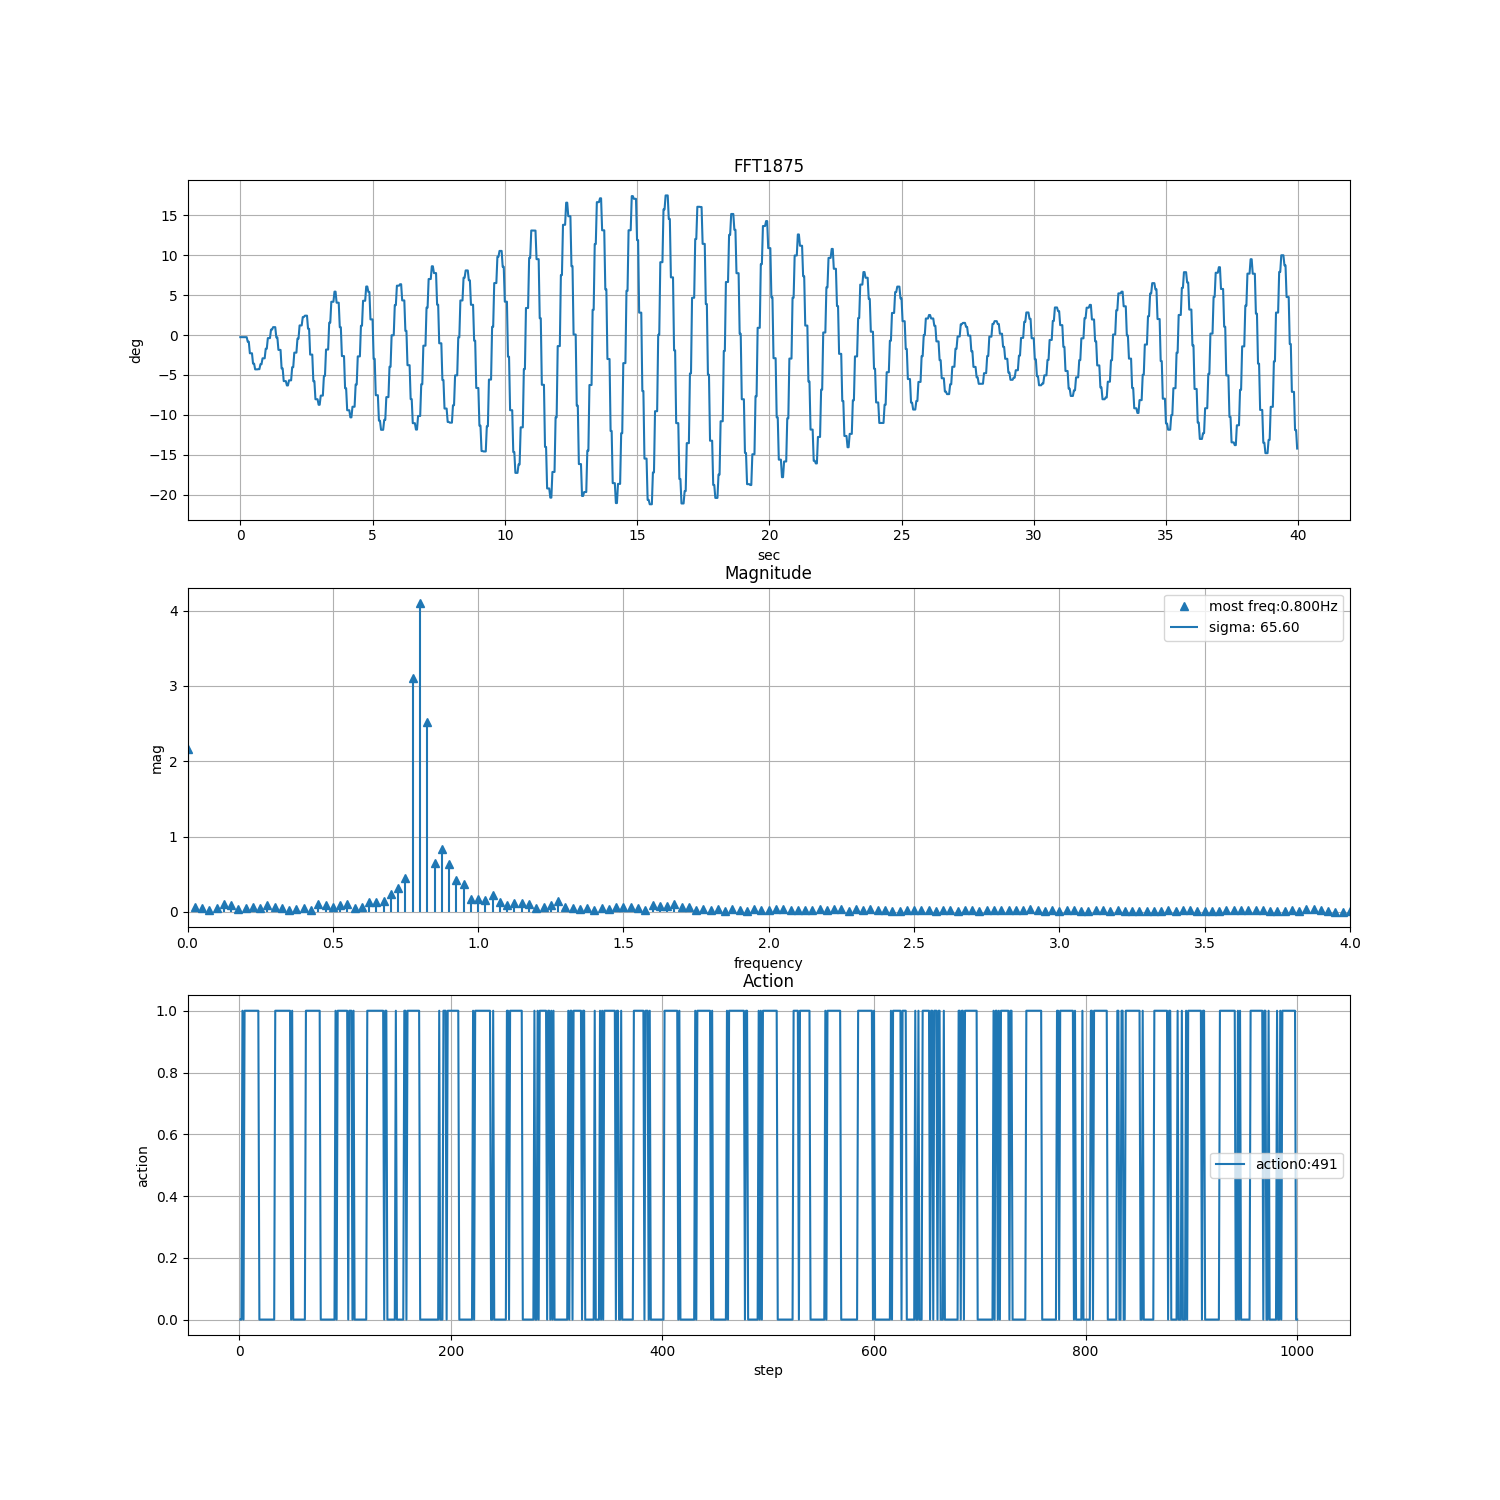 FFT1875
15
10
5
0
−5
−10
−15
−20
deg
0 5 10 15 20 25 30 35 40
sec
Magnitude
most freq:0.800Hz
sigma: 65.60
4
3
2
1
0
mag
0.0 0.5 1.0 1.5 2.0 2.5 3.0 3.5 4.0
frequency
Action
1.0
0.8
0.6
0.4
0.2
0.0
action
action0:491
0 200 400 600 800 1000
step